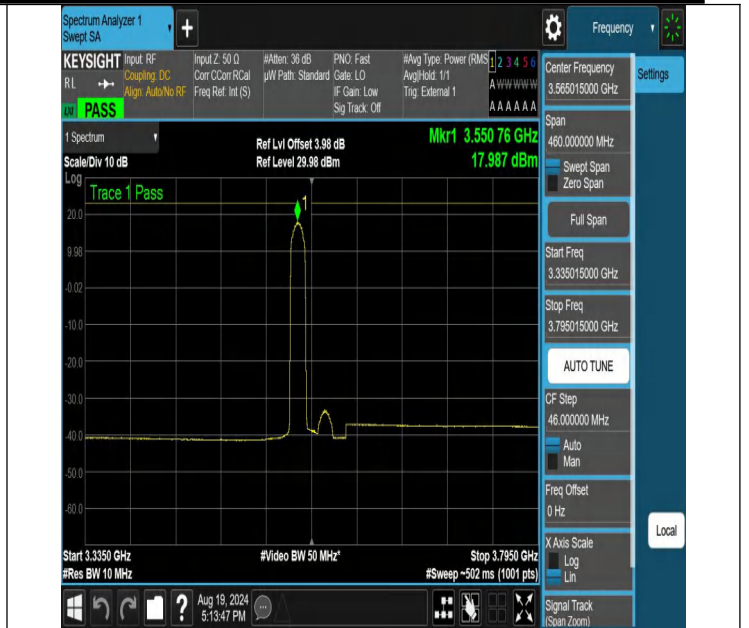 Spectrum Analyzer 1
Swept SA
+
Frequency
KEYSIGHT
RL
PASS
Input: RF
Coupling: DC
Align: Auto/No RF
Input Z: 50 Ω
Corr CCorr RCal
Freq Ref: Int (S)
#Atten: 36 dB
µW Path: Standard
PNO: Fast
Gate: LO
IF Gain: Low
Sig Track: Off
#Avg Type: Power (RMS
Avg|Hold: 1/1
Trig: External 1
1 2 3 4 5 6
A W W W W W
A A A A A A
1 Spectrum
Scale/Div 10 dB
Ref Lvl Offset 3.98 dB
Ref Level 29.98 dBm
Mkr1 3.550 76 GHz
17.987 dBm
Log
Trace 1 Pass
1
20.0
9.98
-0.02
-10.0
-20.0
-30.0
-40.0
-50.0
-60.0
Start 3.3350 GHz
#Res BW 10 MHz
#Video BW 50 MHz*
Stop 3.7950 GHz
#Sweep ~502 ms (1001 pts)
Aug 19, 2024
5:13:47 PM
?
Center Frequency
3.565015000 GHz
Settings
Span
460.000000 MHz
Swept Span
Zero Span
Full Span
Start Freq
3.335015000 GHz
Stop Freq
3.795015000 GHz
AUTO TUNE
CF Step
46.000000 MHz
Auto
Man
Freq Offset
0 Hz
X Axis Scale
Log
Lin
Local
Signal Track
(Span Zoom)